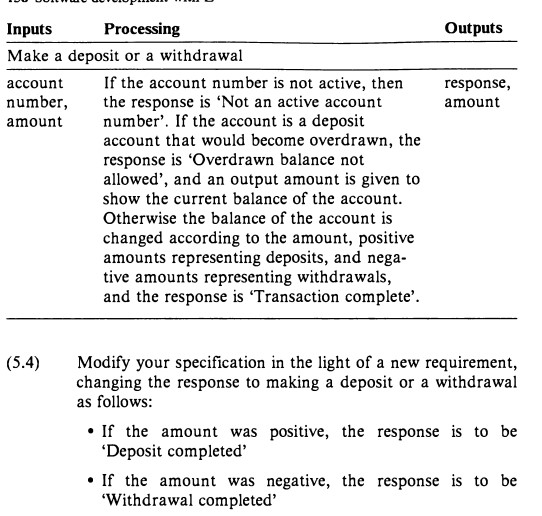 Inputs Processing Outputs
Make a deposit or a withdrawal
account If the account number is not active, then response,
number, the response is ‘Not an active account amount
amount number’. If the account is a deposit
account that would become overdrawn, the
response is ‘Overdrawn balance not
allowed’, and an output amount is given to
show the current balance of the account.
Otherwise the balance of the account is
changed according to the amount, positive
amounts representing deposits, and nega-
tive amounts representing withdrawals,
and the response is ‘Transaction complete’.
(5.4) Modify your specification in the light of a new requirement,
changing the response to making a deposit or a withdrawal
as follows:
• If the amount was positive, the response is to be
‘Deposit completed’
• If the amount was negative, the response is to be
‘Withdrawal completed’